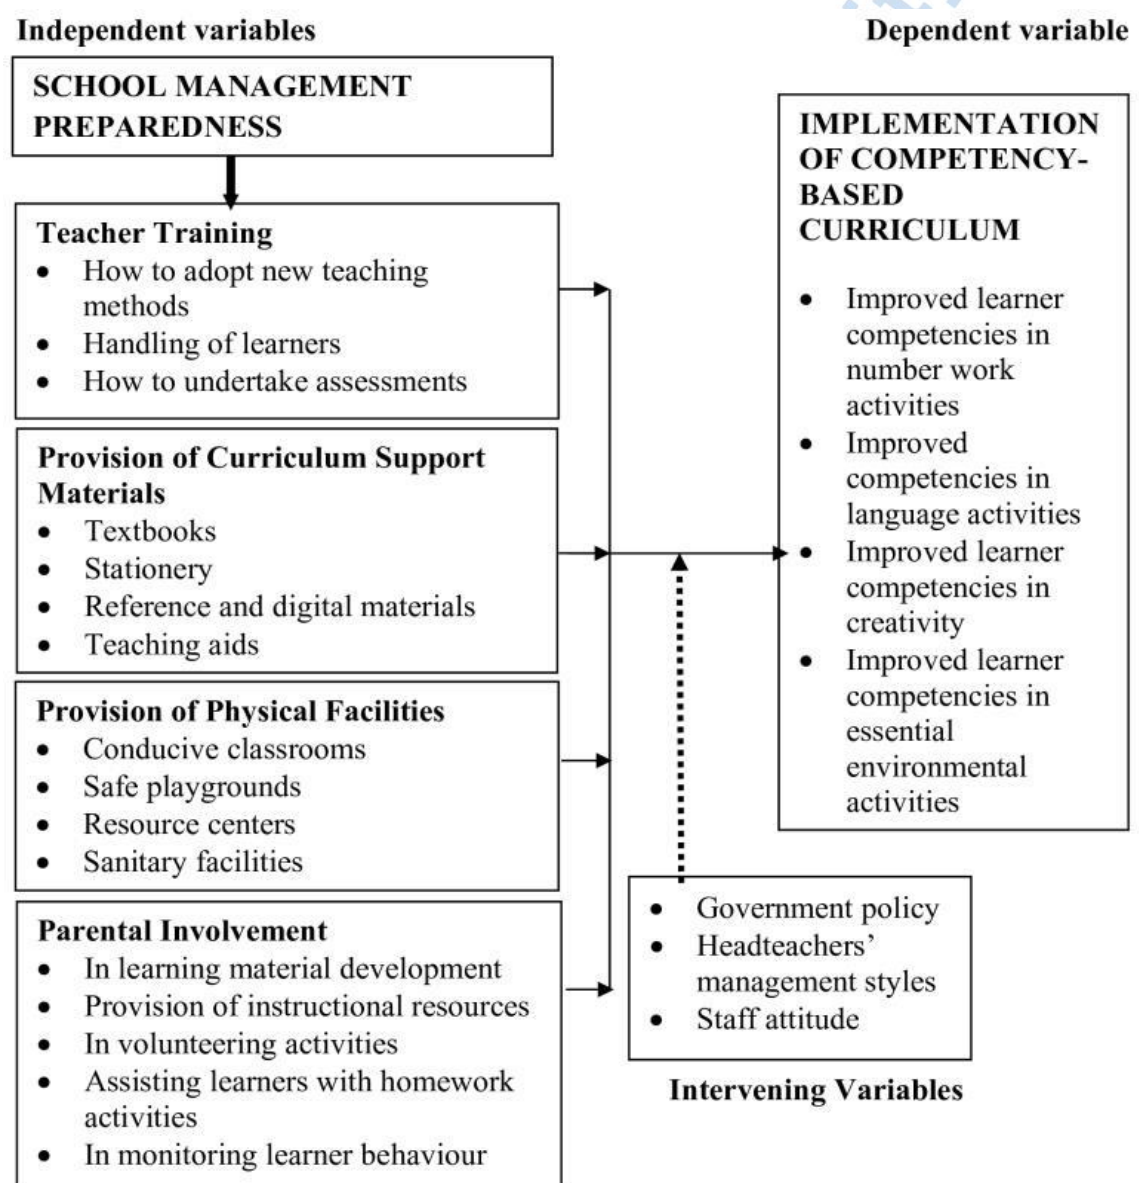 Independent variables
Dependent variable
SCHOOL MANAGEMENT
PREPAREDNESS
Teacher Training
• How to adopt new teaching
methods
• Handling of learners
• How to undertake assessments
Provision of Curriculum Support
Materials
• Textbooks
• Stationery
• Reference and digital materials
• Teaching aids
Provision of Physical Facilities
• Conducive classrooms
• Safe playgrounds
• Resource centers
• Sanitary facilities
Parental Involvement
• In learning material development
• Provision of instructional resources
• In volunteering activities
• Assisting learners with homework
activities
• In monitoring learner behaviour
IMPLEMENTATION
OF COMPETENCY-
BASED
CURRICULUM
• Improved learner
competencies in
number work
activities
• Improved
competencies in
language activities
• Improved learner
competencies in
creativity
• Improved learner
competencies in
essential
environmental
activities
• Government policy
• Headteachers’
management styles
• Staff attitude
Intervening Variables